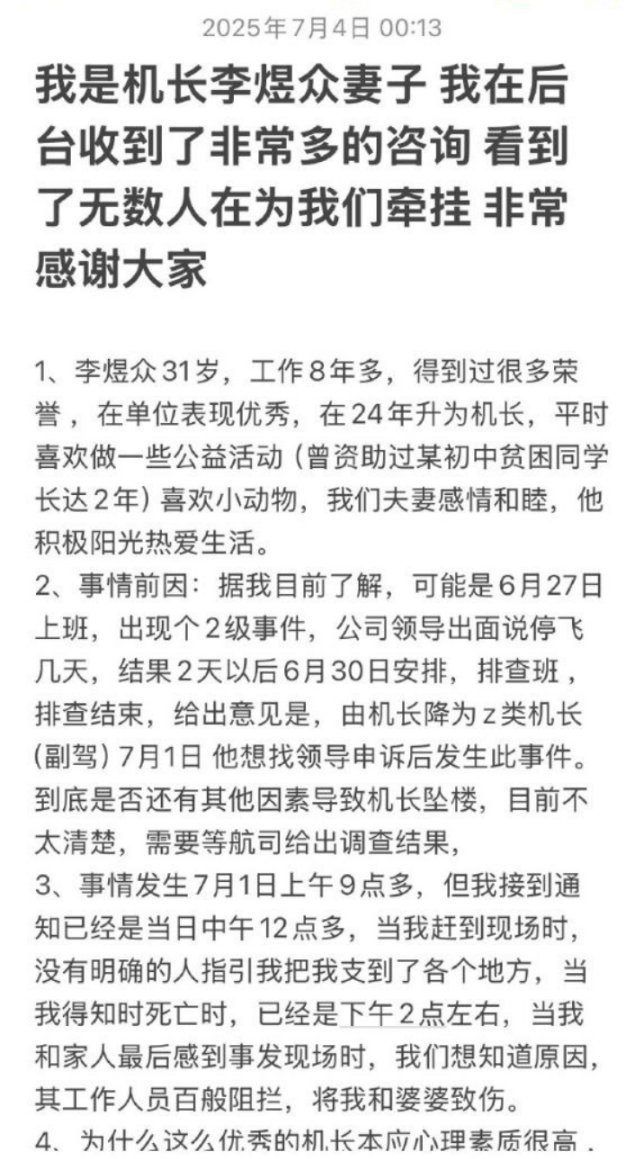 2025年7月4日 00:13
我是机长李煜众妻子 我在后
台收到了非常多的咨询 看到
了无数人在为我们牵挂 非常
感谢大家
1、李煜众31岁，工作8年多，得到过很多荣
誉 ，在单位表现优秀，在24年升为机长，平时
喜欢做一些公益活动（曾资助过某初中贫困同学
长达2年）喜欢小动物，我们夫妻感情和睦，他
积极阳光热爱生活。
2、事情前因：据我目前了解，可能是6月27日
上班，出现个2级事件，公司领导出面说停飞
几天，结果2天以后6月30日安排，排查班 ，
排查结束，给出意见是，由机长降为z类机长
(副驾) 7月1日 他想找领导申诉后发生此事件。
到底是否还有其他因素导致机长坠楼，目前不
太清楚，需要等航司给出调查结果，
3、事情发生7月1日上午9点多，但我接到通
知已经是当日中午12点多，当我赶到现场时，
没有明确的人指引我把我支到了各个地方，当
我得知时死亡时，已经是下午2点左右，当我
和家人最后感到事发现场时，我们想知道原因，
其工作人员百般阻拦，将我和婆婆致伤。
4、为什么这么优秀的机长本应心理素质很高，